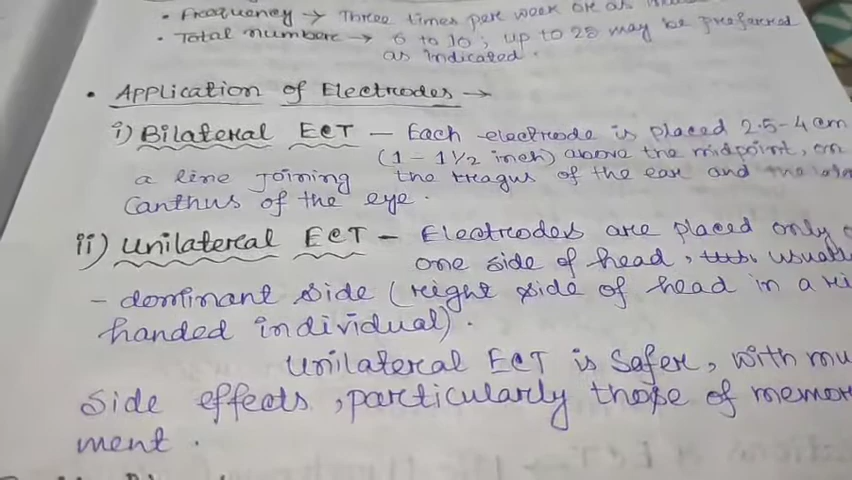 • Frequency → Three times per week or as
• Total number → 6 to 10; up to 25 may be preferred
as indicated.
• Application of Electrodes →
i) Bilateral ECT - Each electrode is placed 2.5-4 cm
(1 - 1 1/2 inch) above the midpoint, on
a line joining the tragus of the ear and the
canthus of the eye.
ii) Unilateral ECT - Electrodes are placed only
one side of head, usually
- dominant side (right side of head in a
handed individual).
Unilateral ECT is safer, with
side effects, particularly those of
ment.